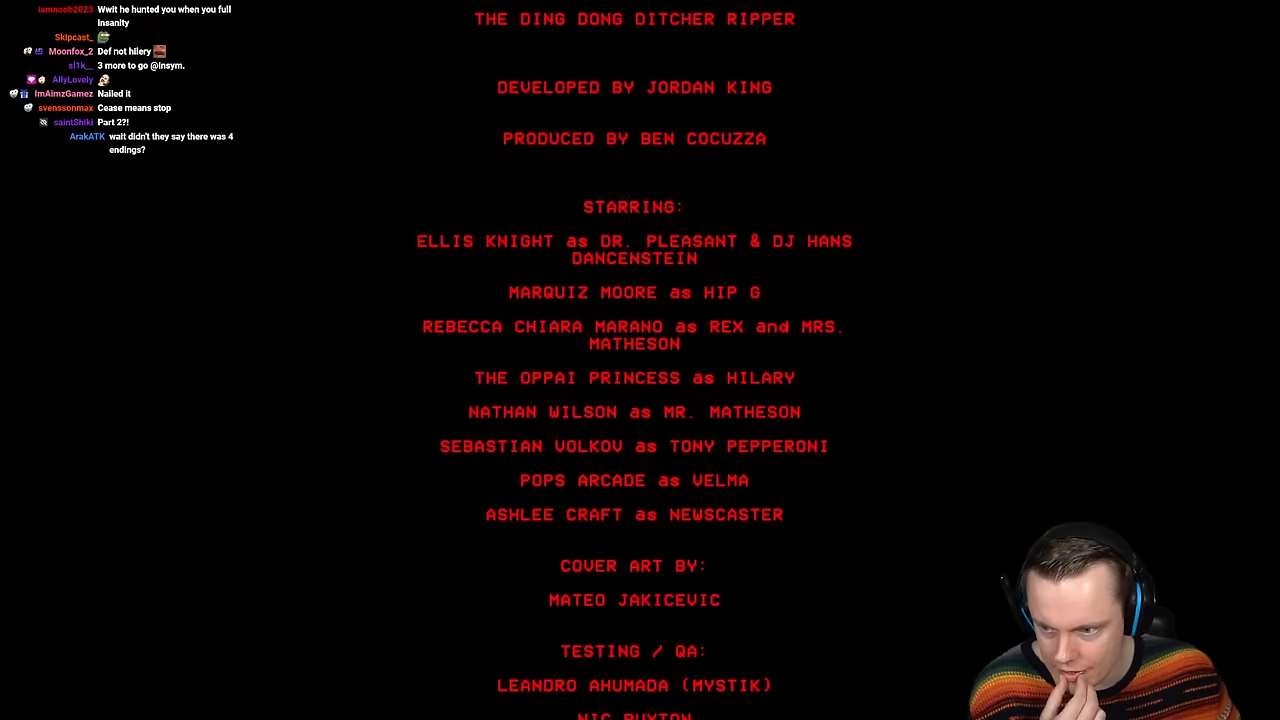 iamnoob2023 Wwit he hunted you when you full
insanity
Skipcast_
Moonfox_2 Def not hilery
sl1k__ 3 more to go @Insym.
AllyLovely
ImAimzGamez Nailed it
svenssonmax Cease means stop
saintShiki Part 2?!
ArakATK wait didn't they say there was 4
endings?
THE DING DONG DITCHER RIPPER
DEVELOPED BY JORDAN KING
PRODUCED BY BEN COCUZZA
STARRING:
ELLIS KNIGHT as DR. PLEASANT & DJ HANS
DANCENSTEIN
MARQUIZ MOORE as HIP G
REBECCA CHIARA MARANO as REX and MRS.
MATHESON
THE OPPAI PRINCESS as HILARY
NATHAN WILSON as MR. MATHESON
SEBASTIAN VOLKOV as TONY PEPPERONI
POPS ARCADE as VELMA
ASHLEE CRAFT as NEWSCASTER
COVER ART BY:
MATEO JAKICEVIC
TESTING / QA:
LEANDRO AHUMADA (MYSTIK)